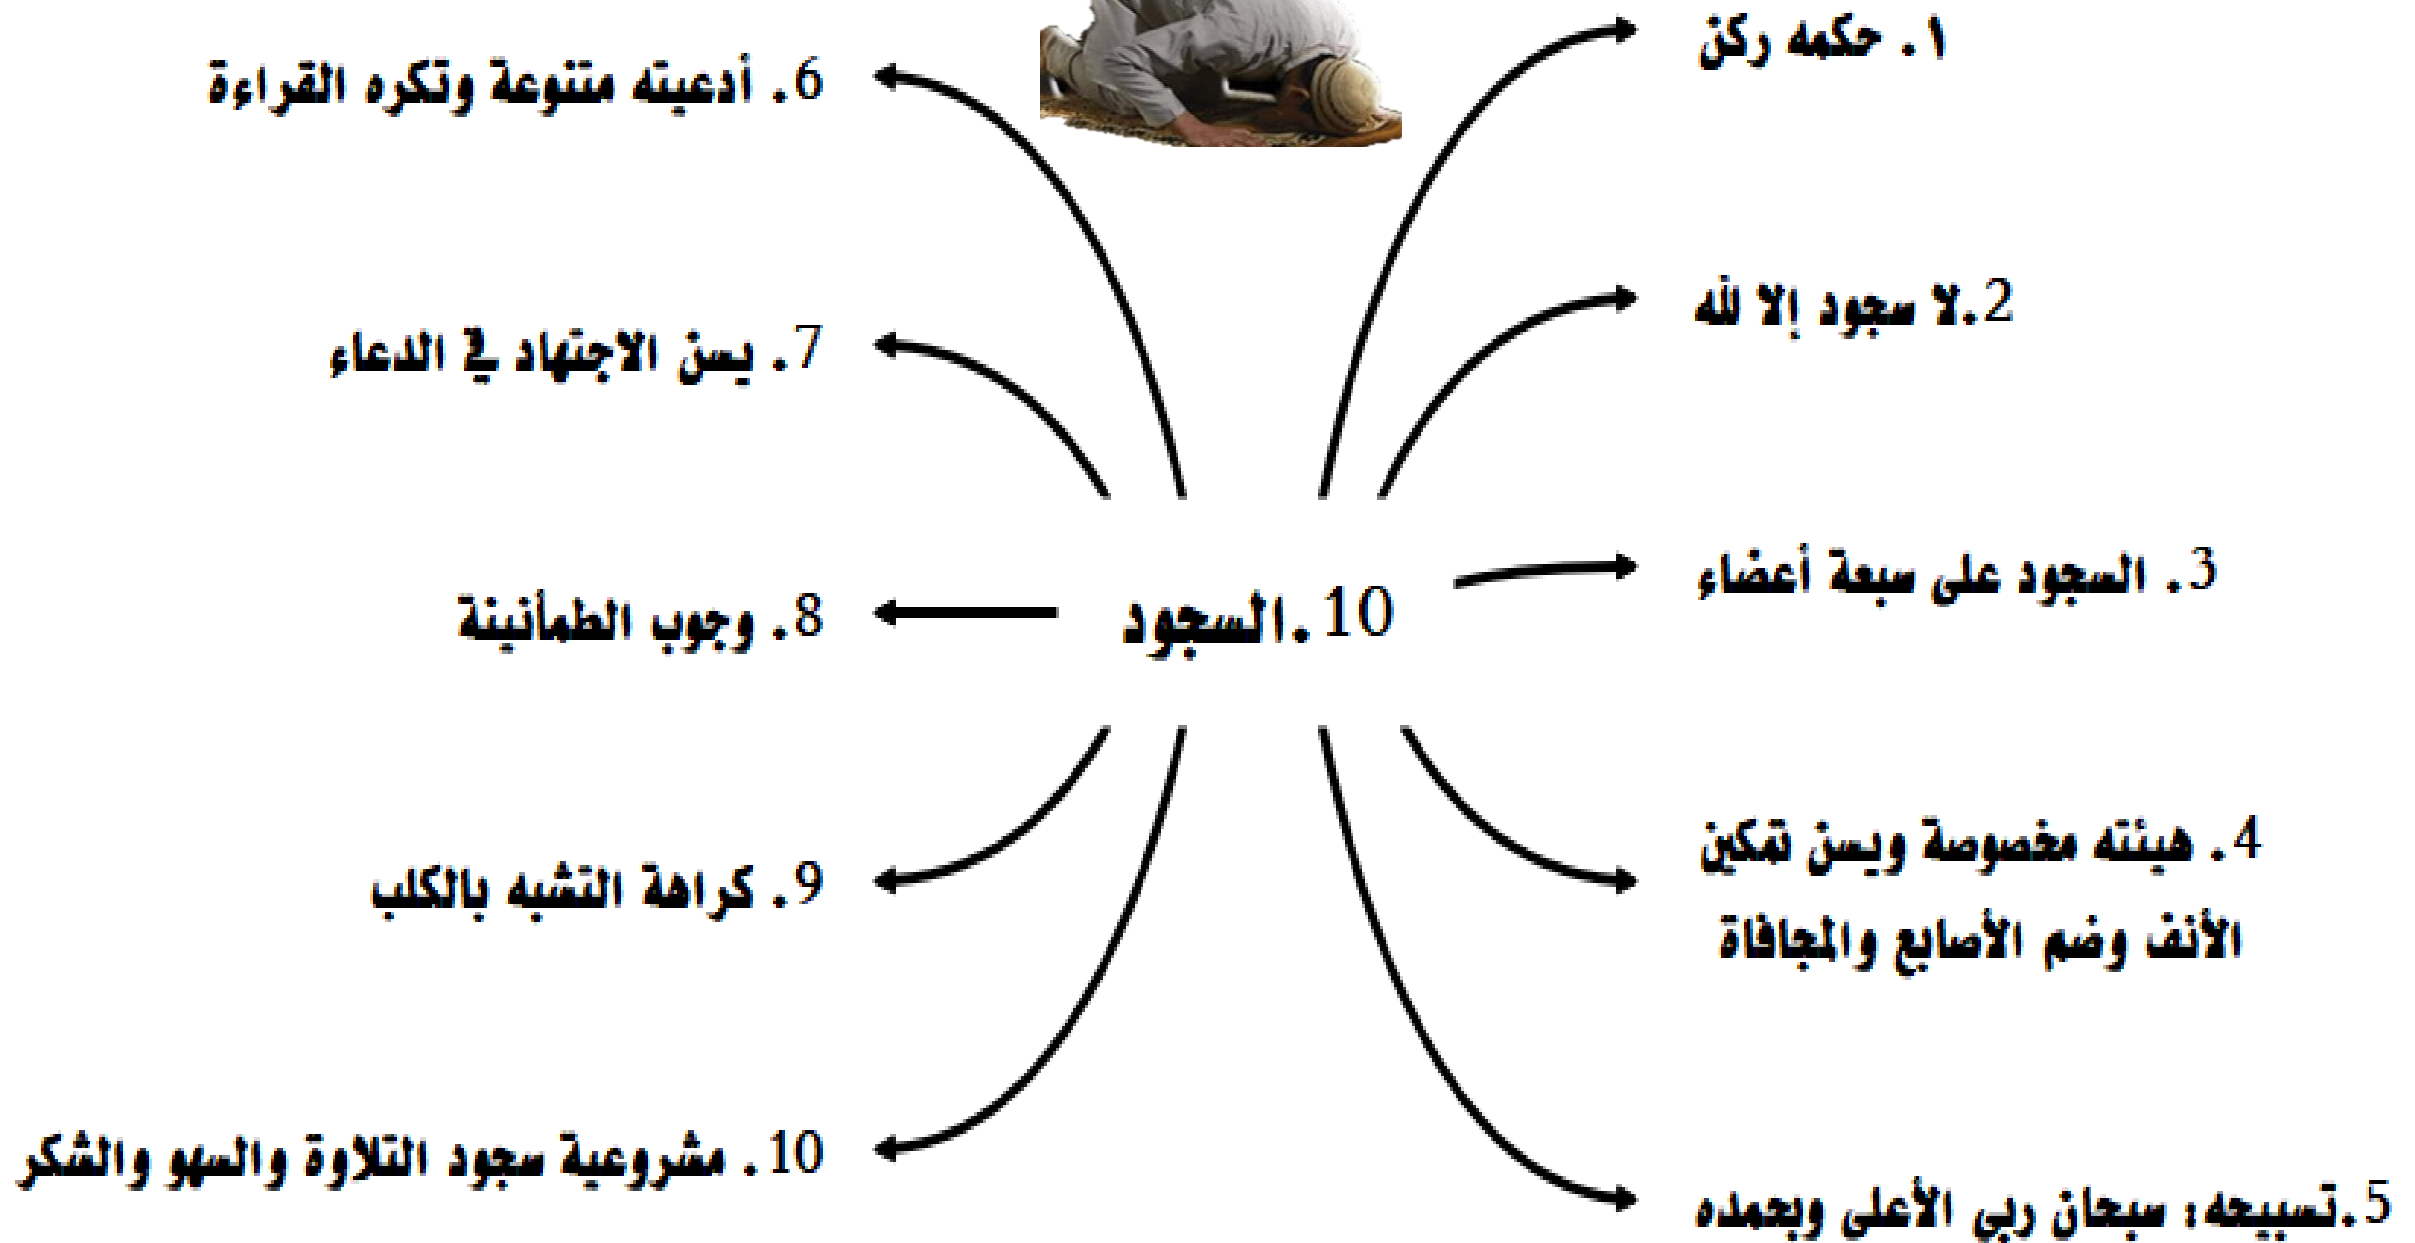 ١. حكمه ركن
2.لا سجود إلا لله
3. السجود على سبعة أعضاء
4. هيئته مخصوصة ويسن تمكين
الأنف وضم الأصابع والمجافاة
5.تسبيحه: سبحان ربي الأعلى وبحمده
10.السجود
6. أدعيته متنوعة وتكره القراءة
7. يسن الاجتهاد في الدعاء
8. وجوب الطمأنينة
9. كراهة التشبه بالكلب
10. مشروعية سجود التلاوة والسهو والشكر